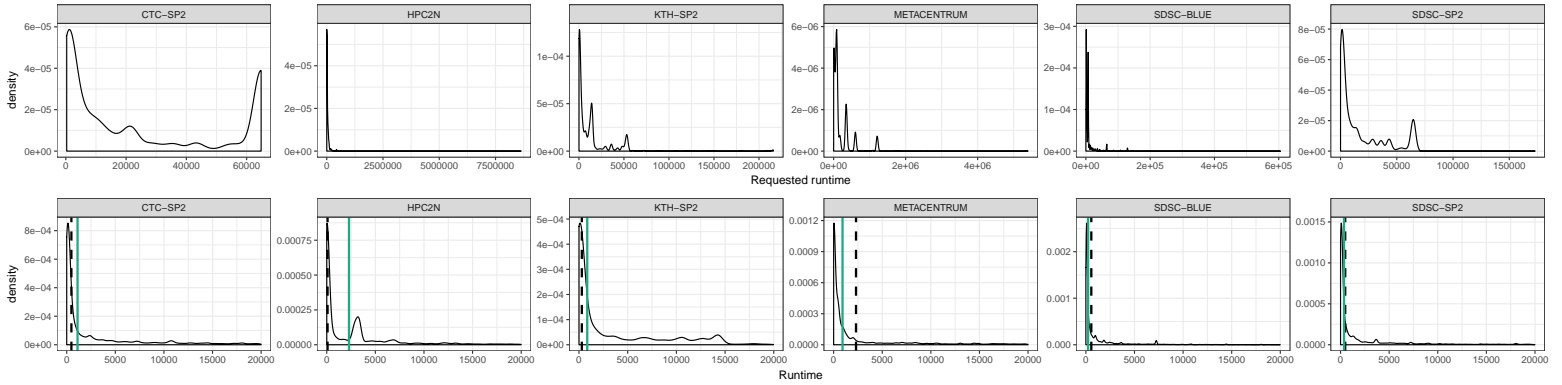 CTC−SP2 HPC2N KTH−SP2 METACENTRUM SDSC−BLUE SDSC−SP2
density
6e−05
4e−05
2e−05
0e+00
0 20000 40000 60000
4e−05
2e−05
0e+00
0 2500000 5000000 7500000
1e−04
5e−05
0e+00
0 50000 100000 150000 200000
6e−06
4e−06
2e−06
0e+00
0e+00 2e+06 4e+06
3e−04
2e−04
1e−04
0e+00
0e+00 2e+05 4e+05 6e+05
8e−05
6e−05
4e−05
2e−05
0e+00
0 50000 100000 150000
Requested runtime
CTC−SP2 HPC2N KTH−SP2 METACENTRUM SDSC−BLUE SDSC−SP2
density
8e−04
6e−04
4e−04
2e−04
0e+00
0 5000 10000 15000 20000
0.00075
0.00050
0.00025
0.00000
0 5000 10000 15000 20000
5e−04
4e−04
3e−04
2e−04
1e−04
0e+00
0 5000 10000 15000 20000
0.0012
0.0009
0.0006
0.0003
0.0000
0 5000 10000 15000 20000
0.002
0.001
0.000
0 5000 10000 15000 20000
0.0015
0.0010
0.0005
0.0000
0 5000 10000 15000 20000
Runtime